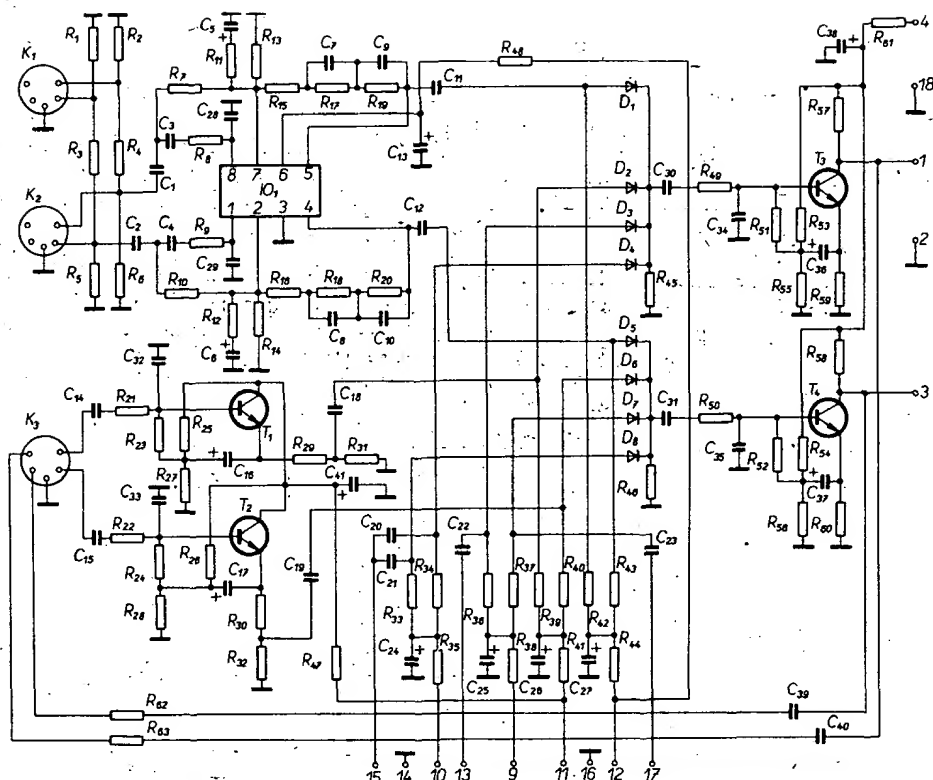 R1 R2 C5 R13 C7 C9 C38 + R61 4
K1 R11 R46
R7 C11 18
R15 R17 R19 D1 R57
C28
C3 R8 C13 + T3 1
R3 R4 C1 8 7 6 5
IO1 D2 C30 R49
K2 1 2 3 4 C12 D3 C34 R51 R53
C2 C4 R9 D4 + C36 2
C29 R45
R5 R6 R10 R16 R18 R20 R55 R59
R12 D5
C8 C10 R58
C6 + R14 D6
C32 C18 T4 3
K3 C14 R21 D7 C31 R50
R23 R25 T1 R29 R31 D8 C35 R52 R54
C16 + C41 + C37 +
R27 R46
C33 T2 R56 R60
R22 C20 C22
C15 C19 C23
R24 R26 C17 + C21 R34 R37 R40 R43
R33 R36 R39 R42
R28 R30 R35 R38 R41 R44
R32 R47 C24 + C25 + C26 + C27 +
R62 C39
R63 C40
15 14 10 13 9 11 16 12 17